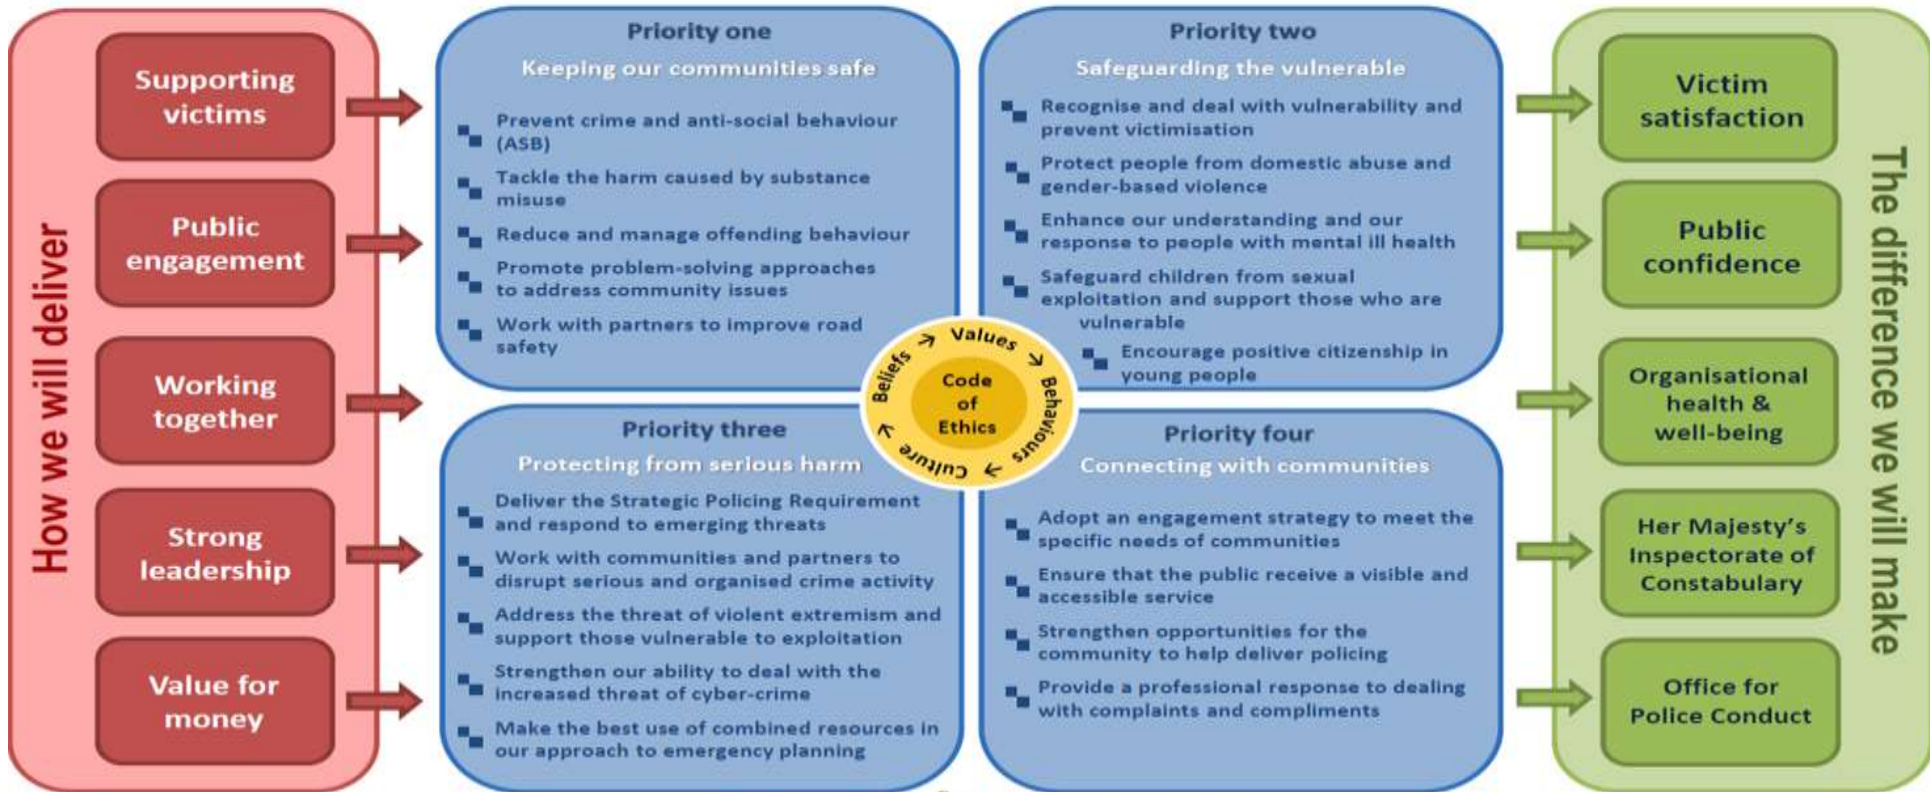 How we will deliver
Supporting
victims
Public
engagement
Working
together
Strong
leadership
Value for
money
Priority one
Keeping our communities safe
Prevent crime and anti-social behaviour
(ASB)
Tackle the harm caused by substance
misuse
Reduce and manage offending behaviour
Promote problem-solving approaches
to address community issues
Work with partners to improve road
safety
Priority two
Safeguarding the vulnerable
Recognise and deal with vulnerability and
prevent victimisation
Protect people from domestic abuse and
gender-based violence
Enhance our understanding and our
response to people with mental ill health
Safeguard children from sexual
exploitation and support those who are
vulnerable
Encourage positive citizenship in
young people
Beliefs → Values → Behaviours → Culture →
Code
of
Ethics
Priority three
Protecting from serious harm
Deliver the Strategic Policing Requirement
and respond to emerging threats
Work with communities and partners to
disrupt serious and organised crime activity
Address the threat of violent extremism and
support those vulnerable to exploitation
Strengthen our ability to deal with the
increased threat of cyber-crime
Make the best use of combined resources in
our approach to emergency planning
Priority four
Connecting with communities
Adopt an engagement strategy to meet the
specific needs of communities
Ensure that the public receive a visible and
accessible service
Strengthen opportunities for the
community to help deliver policing
Provide a professional response to dealing
with complaints and compliments
Victim
satisfaction
Public
confidence
Organisational
health &
well-being
Her Majesty's
Inspectorate of
Constabulary
Office for
Police Conduct
The difference we will make